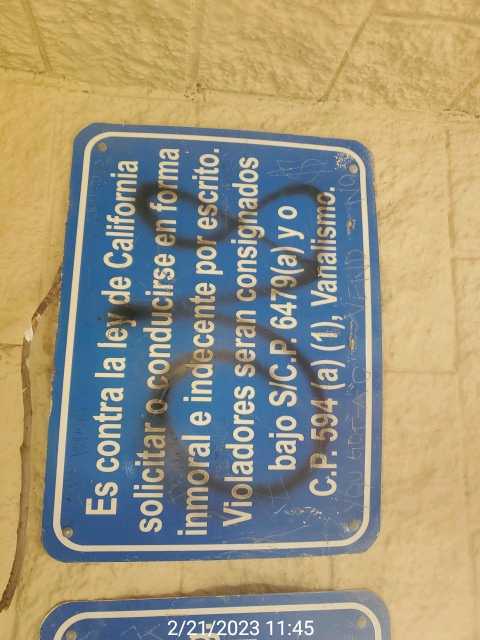 Es contra la ley de California
solicitar o conducirse en forma
inmoral e indecente por escrito.
Violadores seran consignados
bajo S/C.P. 6479(a) y o
C.P. 594 (a) (1), Vanalismo.
2/21/2023 11:45